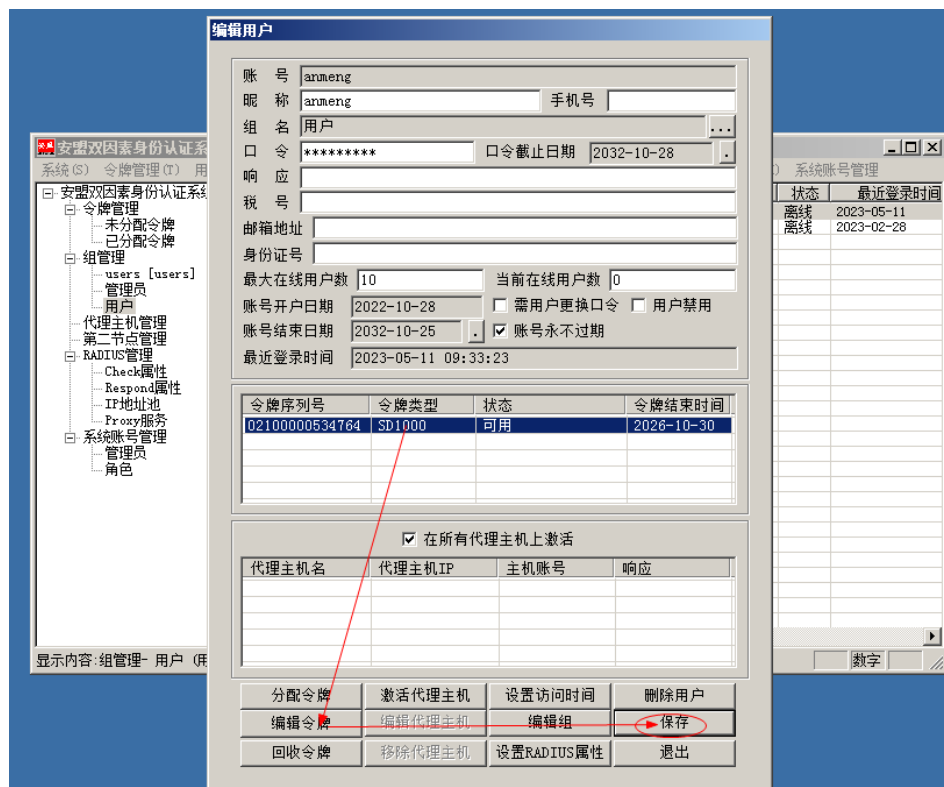 编辑用户
账 号 anmeng
昵 称 anmeng 手机号
组 名 用户 ...
口 令 ********* 口令截止日期 2032-10-28 .
响 应
税 号
邮箱地址
身份证号
最大在线用户数 10 当前在线用户数 0
账号开户日期 2022-10-28 需用户更换口令 用户禁用
账号结束日期 2032-10-25 . 账号永不过期
最近登录时间 2023-05-11 09:33:23
令牌序列号 令牌类型 状态 令牌结束时间
02100000534764 SD1000 可用 2026-10-30
在所有代理主机上激活
代理主机名 代理主机IP 主机账号 响应
分配令牌 激活代理主机 设置访问时间 删除用户
编辑令牌 编辑代理主机 编辑组 保存
回收令牌 移除代理主机 设置RADIUS属性 退出
安盟双因素身份认证系
系统(S) 令牌管理(T) 用
) 系统账号管理
安盟双因素身份认证系统
令牌管理
未分配令牌
已分配令牌
组管理
users [users]
管理员
用户
代理主机管理
第二节点管理
RADIUS管理
Check属性
Respond属性
IP地址池
Proxy服务
系统账号管理
管理员
角色
状态 最近登录时间
离线 2023-05-11
离线 2023-02-28
显示内容:组管理- 用户 (用
数字